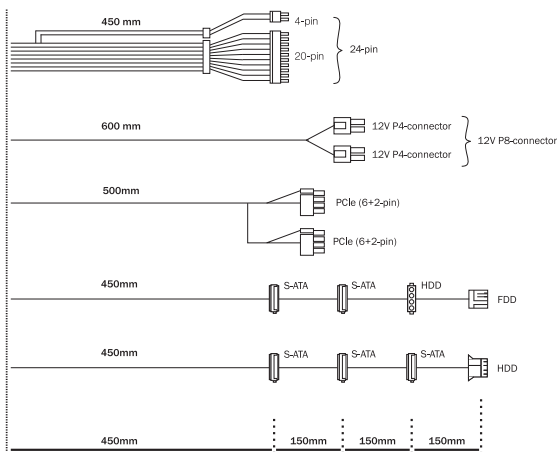 450 mm
4-pin
20-pin
24-pin
600 mm
12V P4-connector
12V P4-connector
12V P8-connector
500mm
PCIe (6+2-pin)
PCIe (6+2-pin)
450mm
S-ATA
S-ATA
HDD
FDD
450mm
S-ATA
S-ATA
S-ATA
HDD
450mm
150mm
150mm
150mm